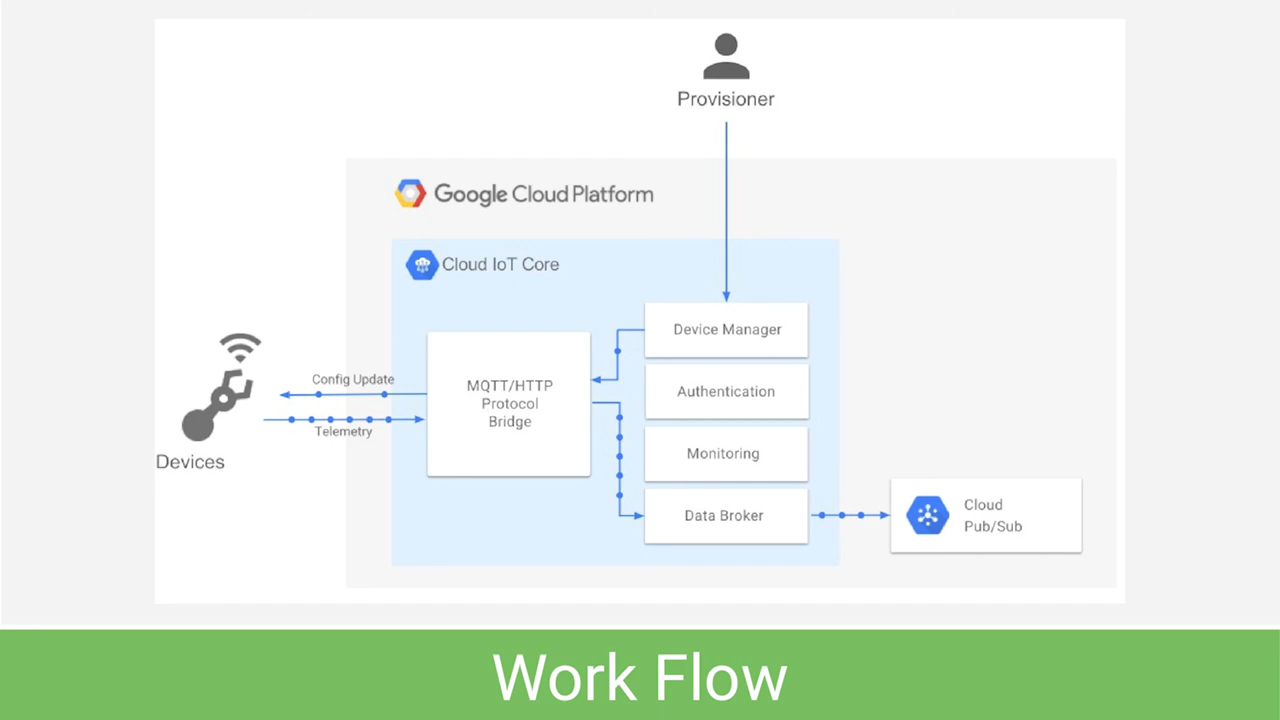 Provisioner
Google Cloud Platform
Cloud IoT Core
Device Manager
Config Update
MQTT/HTTP
Protocol
Bridge
Authentication
Telemetry
Devices
Monitoring
Data Broker
Cloud
Pub/Sub
Work Flow